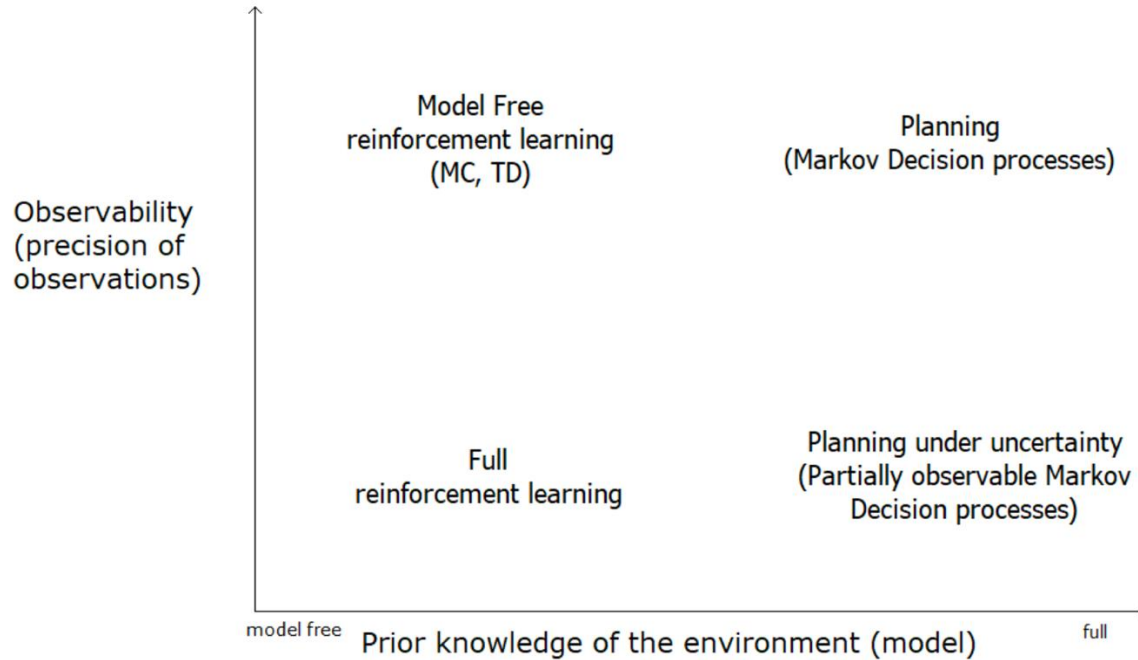 Model Free
reinforcement learning
(MC, TD)
Planning
(Markov Decision processes)
Observability
(precision of
observations)
Full
reinforcement learning
Planning under uncertainty
(Partially observable Markov
Decision processes)
model free
Prior knowledge of the environment (model)
full